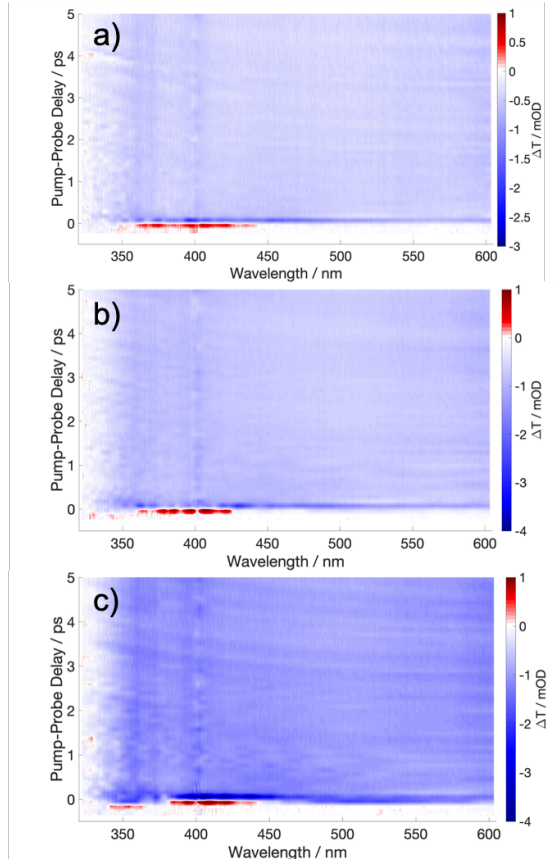 a)
5
4
3
2
1
0
Pump-Probe Delay / ps
350 400 450 500 550 600
Wavelength / nm
1
0.5
0
-0.5
-1
-1.5
-2
-2.5
-3
ΔT / mOD
b)
5
4
3
2
1
0
Pump-Probe Delay / ps
350 400 450 500 550 600
Wavelength / nm
1
0
-1
-2
-3
-4
ΔT / mOD
c)
5
4
3
2
1
0
Pump-Probe Delay / ps
350 400 450 500 550 600
Wavelength / nm
1
0
-1
-2
-3
-4
ΔT / mOD